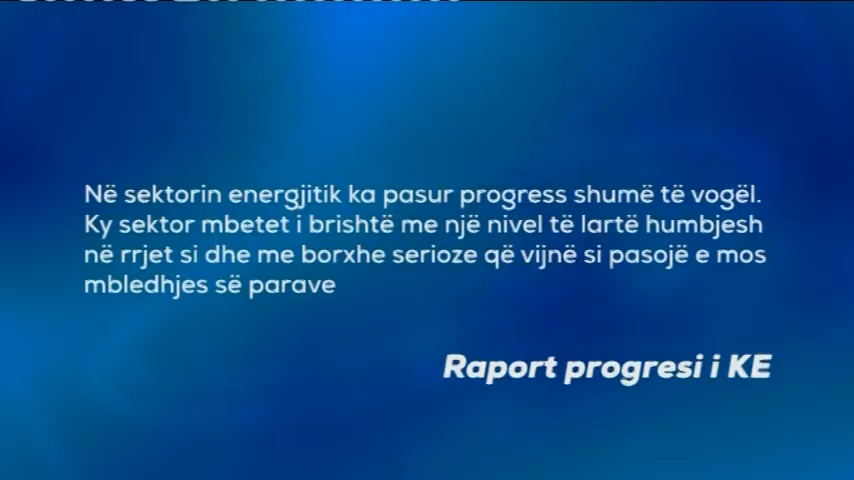 Në sektorin energjitik ka pasur progress shumë të vogël.
Ky sektor mbetet i brishtë me një nivel të lartë humbjesh
në rrjet si dhe me borxhe serioze që vijnë si pasojë e mos
mbledhjes së parave
Raport progresi i KE